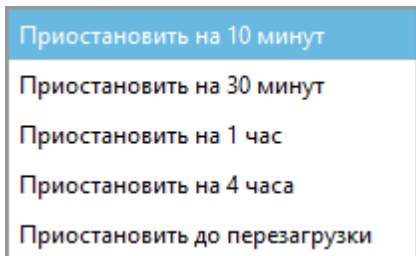 Приостановить на 10 минут
Приостановить на 30 минут
Приостановить на 1 час
Приостановить на 4 часа
Приостановить до перезагрузки